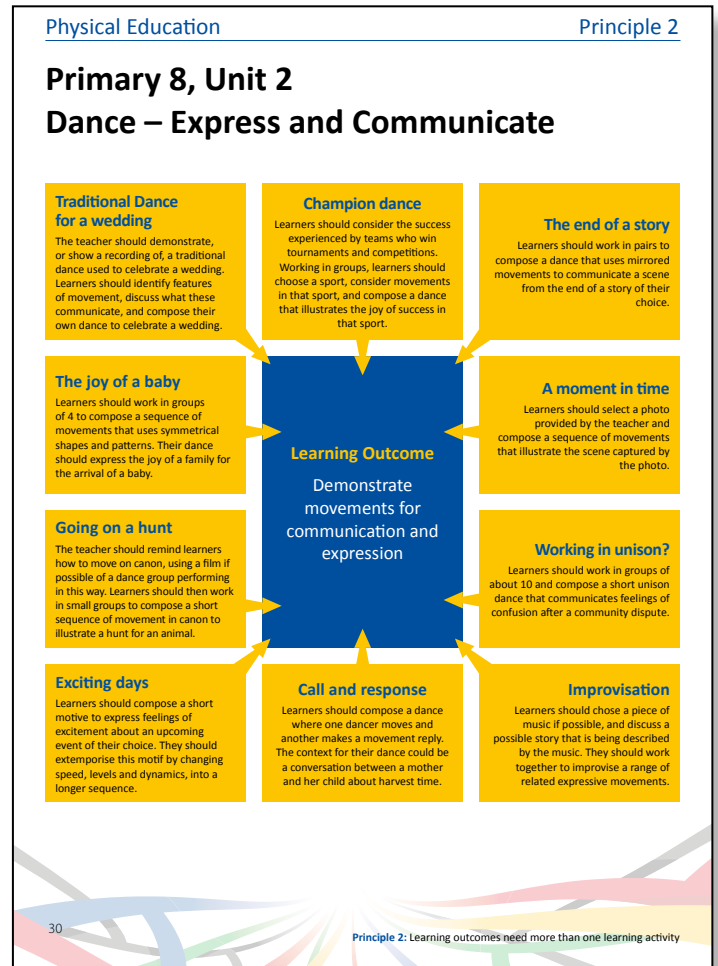 Physical Education
Principle 2
Primary 8, Unit 2
Dance – Express and Communicate
Traditional Dance
for a wedding
The teacher should demonstrate,
or show a recording of, a traditional
dance used to celebrate a wedding.
Learners should identify features
of movement, discuss what these
communicate, and compose their
own dance to celebrate a wedding.
Champion dance
Learners should consider the success
experienced by teams who win
tournaments and competitions.
Working in groups, learners should
choose a sport, consider movements
in that sport, and compose a dance
that illustrates the joy of success in
that sport.
The end of a story
Learners should work in pairs to
compose a dance that uses mirrored
movements to communicate a scene
from the end of a story of their
choice.
The joy of a baby
Learners should work in groups
of 4 to compose a sequence of
movements that uses symmetrical
shapes and patterns. Their dance
should express the joy of a family for
the arrival of a baby.
Learning Outcome
Demonstrate
movements for
communication and
expression
A moment in time
Learners should select a photo
provided by the teacher and
compose a sequence of movements
that illustrate the scene captured by
the photo.
Going on a hunt
The teacher should remind learners
how to move on canon, using a film if
possible of a dance group performing
in this way. Learners should then work
in small groups to compose a short
sequence of movement in canon to
illustrate a hunt for an animal.
Working in unison?
Learners should work in groups of
about 10 and compose a short unison
dance that communicates feelings of
confusion after a community dispute.
Exciting days
Learners should compose a short
motive to express feelings of
excitement about an upcoming
event of their choice. They should
extemporise this motif by changing
speed, levels and dynamics, into a
longer sequence.
Call and response
Learners should compose a dance
where one dancer moves and
another makes a movement reply.
The context for their dance could be
a conversation between a mother
and her child about harvest time.
Improvisation
Learners should chose a piece of
music if possible, and discuss a
possible story that is being described
by the music. They should work
together to improvise a range of
related expressive movements.
30
Principle 2: Learning outcomes need more than one learning activity